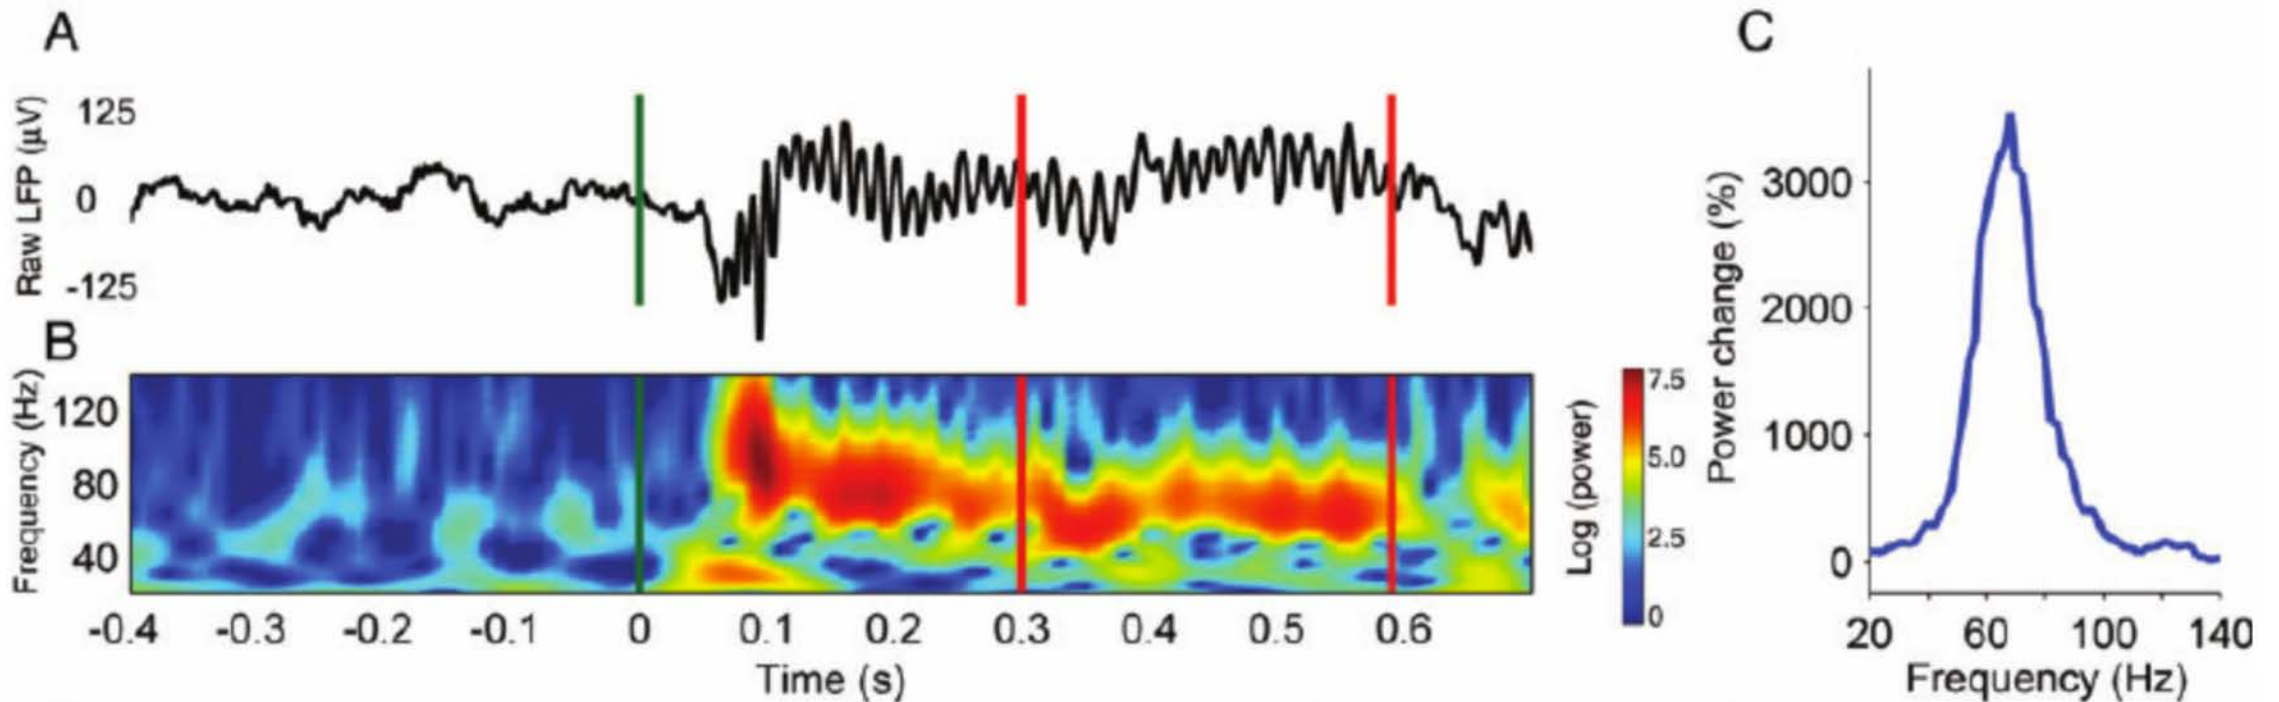 A
Raw LFP (µV)
125
0
-125
B
Frequency (Hz)
120
80
40
-0.4 -0.3 -0.2 -0.1 0 0.1 0.2 0.3 0.4 0.5 0.6
Time (s)
Log (power)
7.5
5.0
2.5
0
C
Power change (%)
3000
2000
1000
0
20 60 100 140
Frequency (Hz)